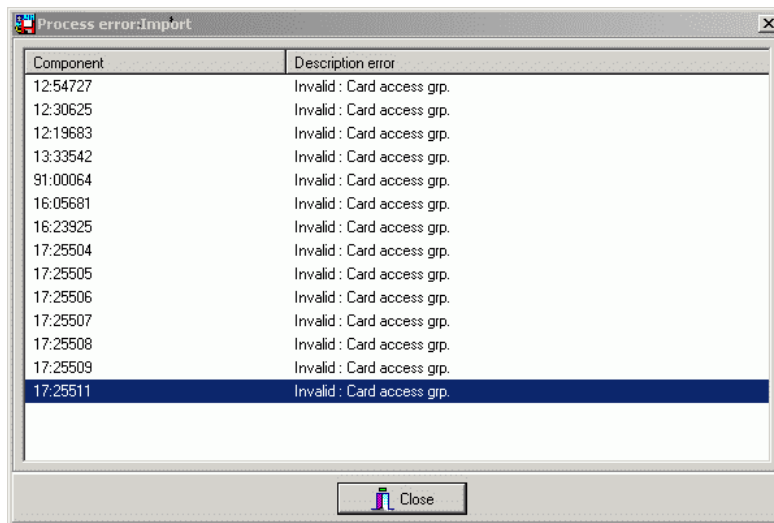 Process error:Import
Component Description error
12:54727 Invalid : Card access grp.
12:30625 Invalid : Card access grp.
12:19683 Invalid : Card access grp.
13:33542 Invalid : Card access grp.
91:00064 Invalid : Card access grp.
16:05681 Invalid : Card access grp.
16:23925 Invalid : Card access grp.
17:25504 Invalid : Card access grp.
17:25505 Invalid : Card access grp.
17:25506 Invalid : Card access grp.
17:25507 Invalid : Card access grp.
17:25508 Invalid : Card access grp.
17:25509 Invalid : Card access grp.
17:25511 Invalid : Card access grp.
Close